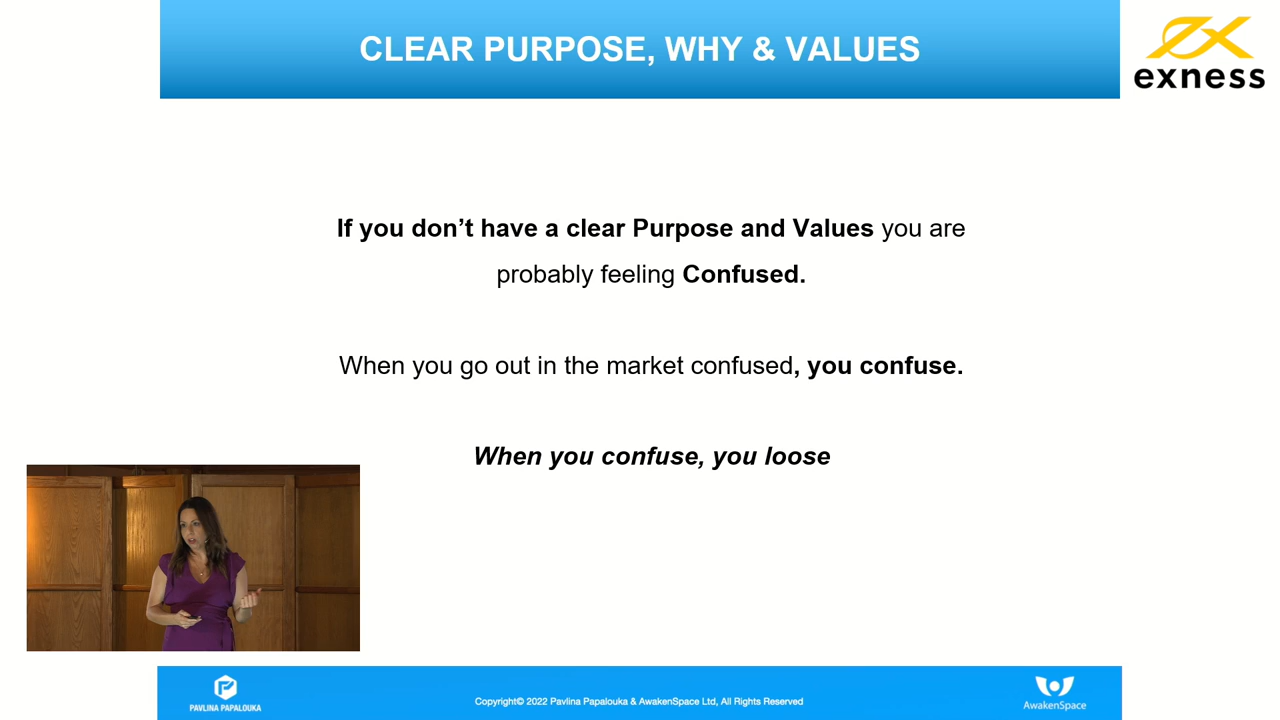 CLEAR PURPOSE, WHY & VALUES
exness
If you don’t have a clear Purpose and Values you are
probably feeling Confused.
When you go out in the market confused, you confuse.
When you confuse, you loose
PAVLINA PAPALOUKA
Copyright© 2022 Pavlina Papalouka & AwakenSpace Ltd, All Rights Reserved
AwakenSpace